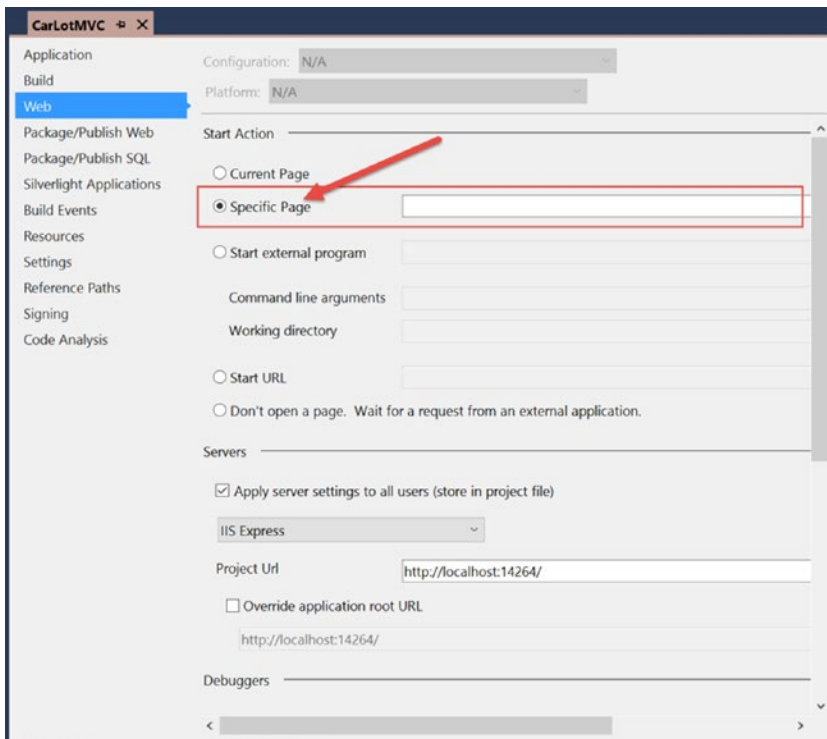 CarLotMVC
Application
Build
Web
Package/Publish Web
Package/Publish SQL
Silverlight Applications
Build Events
Resources
Settings
Reference Paths
Signing
Code Analysis
Configuration: N/A
Platform: N/A
Start Action
Current Page
Specific Page
Start external program
Command line arguments
Working directory
Start URL
Don't open a page. Wait for a request from an external application.
Servers
Apply server settings to all users (store in project file)
IIS Express
Project Url http://localhost:14264/
Override application root URL
http://localhost:14264/
Debuggers